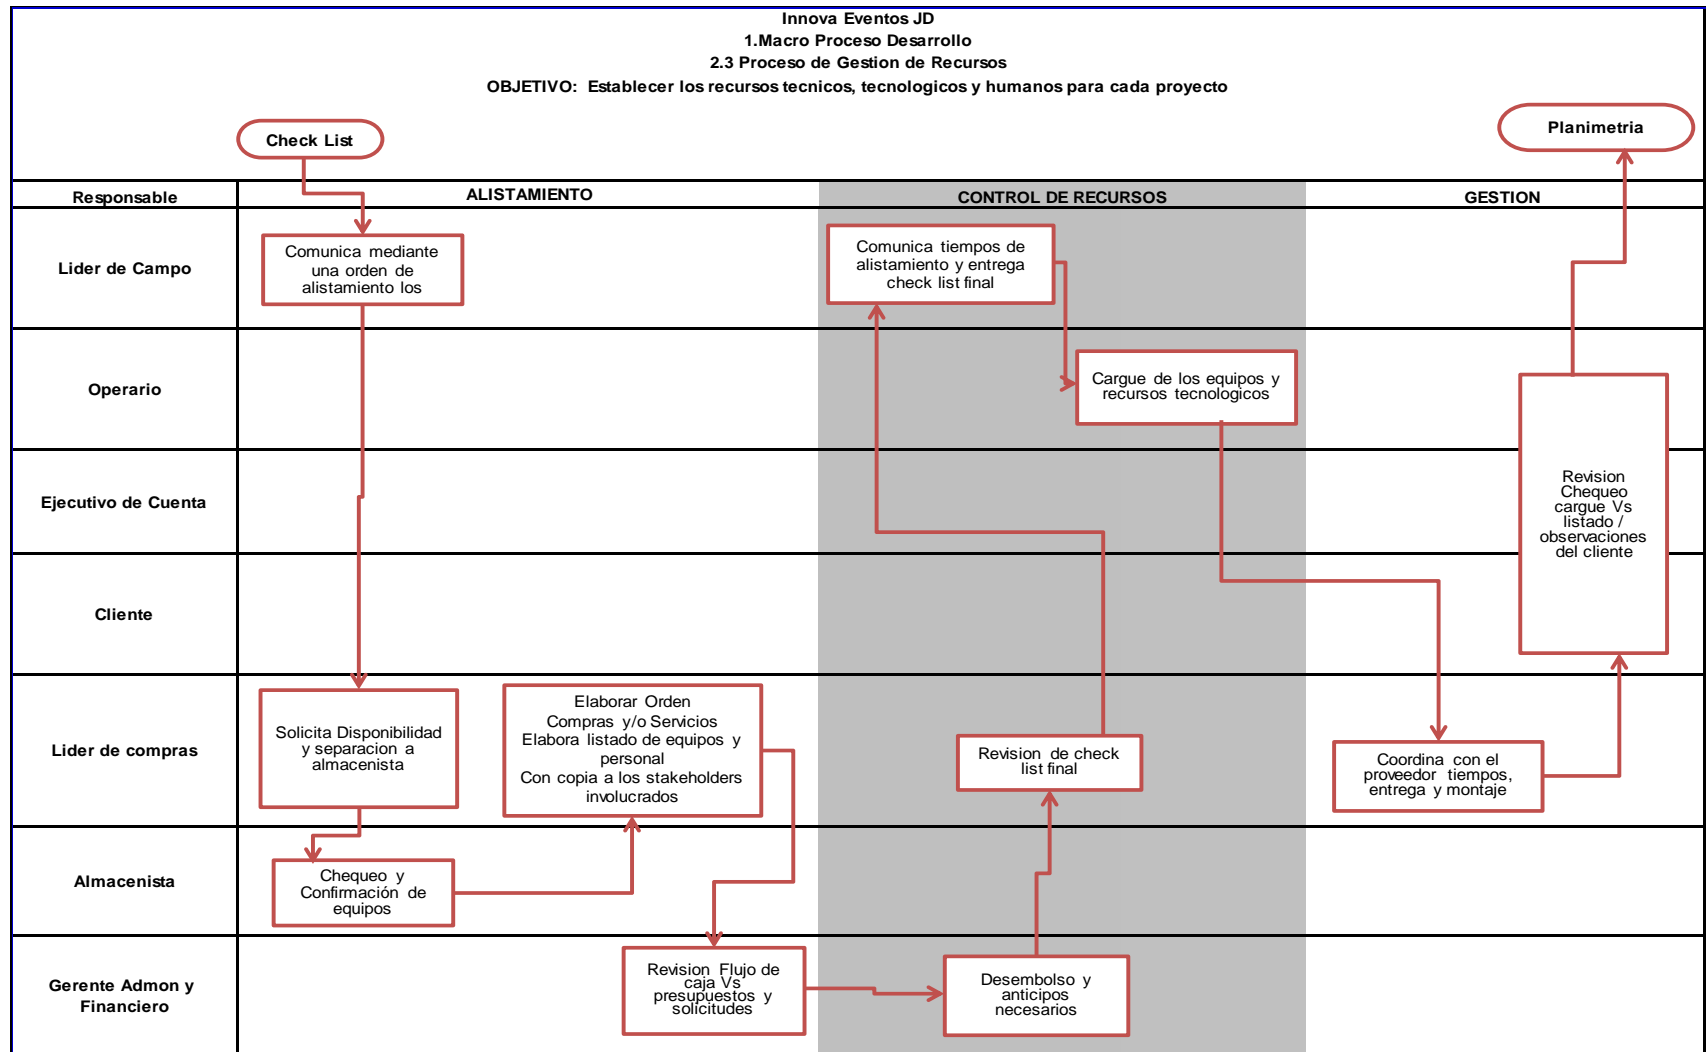 Innova Eventos JD
1.Macro Proceso Desarrollo
2.3 Proceso de Gestion de Recursos
OBJETIVO: Establecer los recursos tecnicos, tecnologicos y humanos para cada proyecto
Check List
Planimetria
Responsable
ALISTAMIENTO
CONTROL DE RECURSOS
GESTION
Lider de Campo
Comunica mediante
una orden de
alistamiento los
Comunica tiempos de
alistamiento y entrega
check list final
Operario
Cargue de los equipos y
recursos tecnologicos
Ejecutivo de Cuenta
Revision
Chequeo
cargue Vs
listado /
observaciones
del cliente
Cliente
Lider de compras
Solicita Disponibilidad
y separacion a
almacenista
Elaborar Orden
Compras y/o Servicios
Elabora listado de equipos y
personal
Con copia a los stakeholders
involucrados
Revision de check
list final
Coordina con el
proveedor tiempos,
entrega y montaje
Almacenista
Chequeo y
Confirmación de
equipos
Gerente Admon y
Financiero
Revision Flujo de
caja Vs
presupuestos y
solicitudes
Desembolso y
anticipos
necesarios